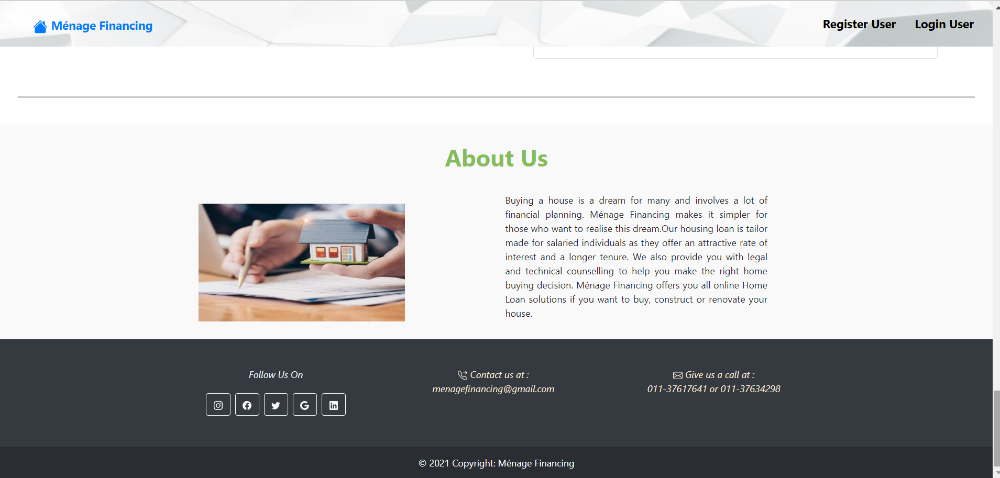 Ménage Financing
Register User
Login User
About Us
Buying a house is a dream for many and involves a lot of
financial planning. Ménage Financing makes it simpler for
those who want to realise this dream.Our housing loan is tailor
made for salaried individuals as they offer an attractive rate of
interest and a longer tenure. We also provide you with legal
and technical counselling to help you make the right home
buying decision. Ménage Financing offers you all online Home
Loan solutions if you want to buy, construct or renovate your
house.
Follow Us On
Contact us at :
menagefinancing@gmail.com
Give us a call at :
011-37617641 or 011-37634298
© 2021 Copyright: Ménage Financing